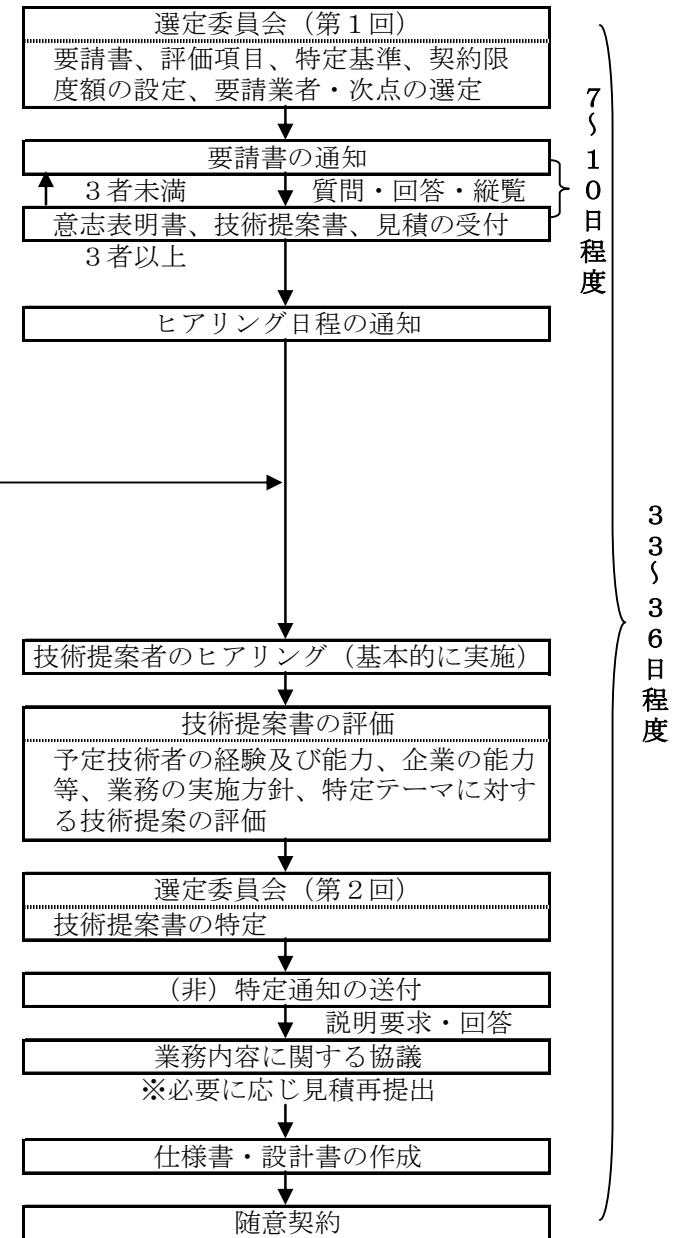 選定委員会（第１回）
要請書、評価項目、特定基準、契約限
度額の設定、要請業者・次点の選定
要請書の通知
３者未満
質問・回答・縦覧
意志表明書、技術提案書、見積の受付
３者以上
７～１０日程度
ヒアリング日程の通知
３３～３６日程度
技術提案者のヒアリング（基本的に実施）
技術提案書の評価
予定技術者の経験及び能力、企業の能力
等、業務の実施方針、特定テーマに対す
る技術提案の評価
選定委員会（第２回）
技術提案書の特定
（非）特定通知の送付
説明要求・回答
業務内容に関する協議
※必要に応じ見積再提出
仕様書・設計書の作成
随意契約